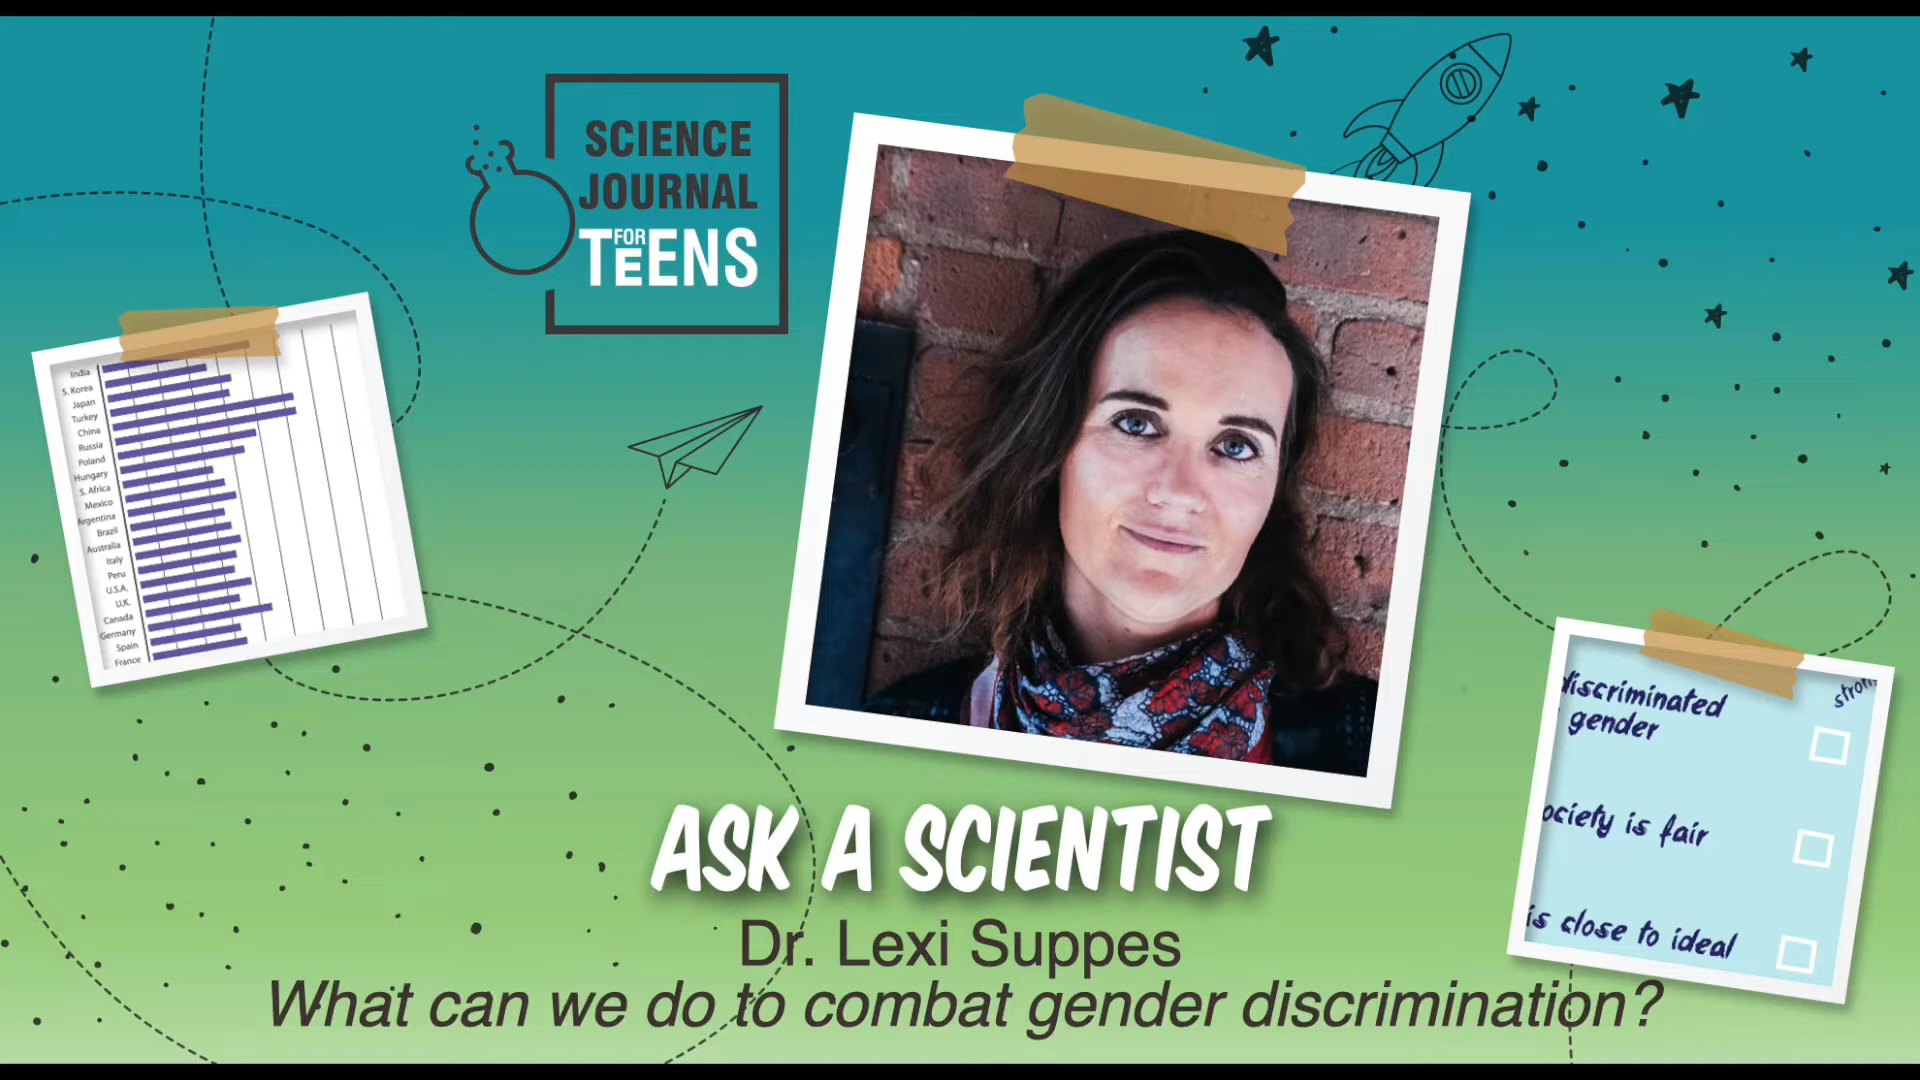 SCIENCE
JOURNAL
FOR
TEENS
India
S. Korea
Japan
Turkey
China
Russia
Poland
Hungary
S. Africa
Mexico
Argentina
Brazil
Australia
Italy
Peru
U.S.A.
U.K.
Canada
Germany
Spain
France
discriminated
gender
ociety is fair
is close to ideal
ASK A SCIENTIST
Dr. Lexi Suppes
What can we do to combat gender discrimination?